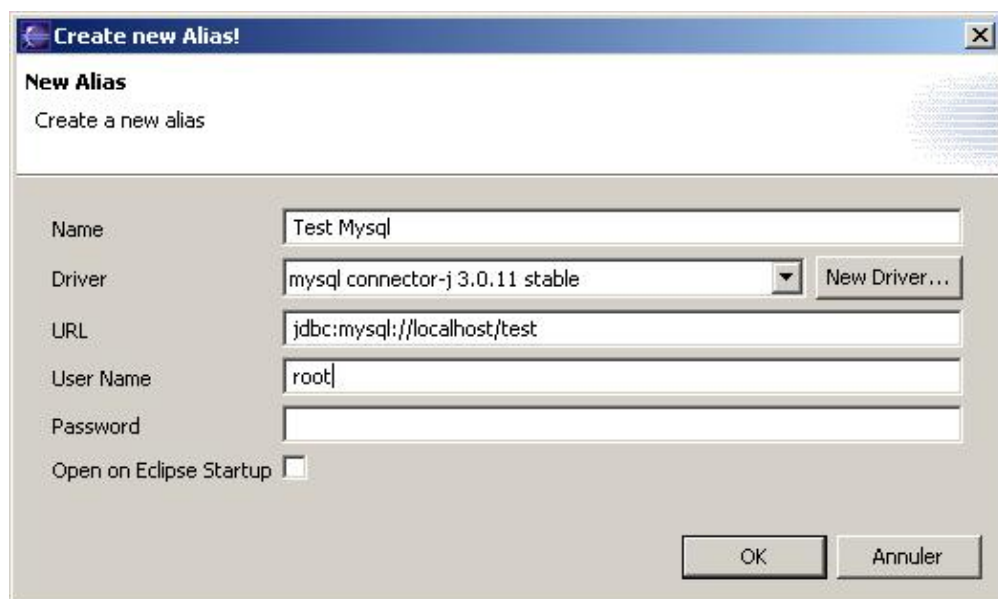 Create new Alias!
New Alias
Create a new alias
Name Test Mysql
Driver mysql connector-j 3.0.11 stable New Driver...
URL jdbc:mysql://localhost/test
User Name root
Password
Open on Eclipse Startup
OK Annuler